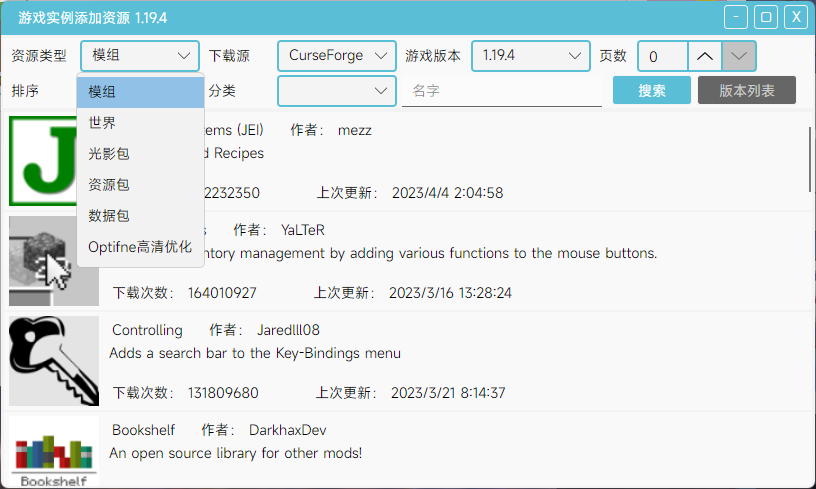 游戏实例添加资源 1.19.4
资源类型 模组 下载源 CurseForge 游戏版本 1.19.4 页数 0
排序 分类 名字 搜索 版本列表
模组
世界
光影包
资源包
数据包
Optifne高清优化
ems (JEI) 作者： mezz
d Recipes
2232350 上次更新： 2023/4/4 2:04:58
s 作者： YaLTeR
ntory management by adding various functions to the mouse buttons.
下载次数： 164010927 上次更新： 2023/3/16 13:28:24
Controlling 作者： Jaredlll08
Adds a search bar to the Key-Bindings menu
下载次数： 131809680 上次更新： 2023/3/21 8:14:37
Bookshelf 作者： DarkhaxDev
An open source library for other mods!
Bookshelf
J